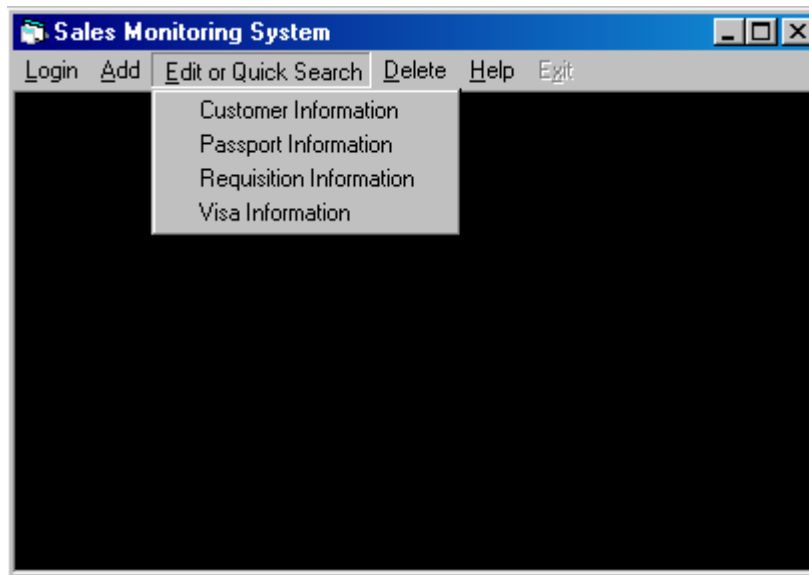 Sales Monitoring System
Login Add Edit or Quick Search Delete Help Exit
Customer Information
Passport Information
Requisition Information
Visa Information